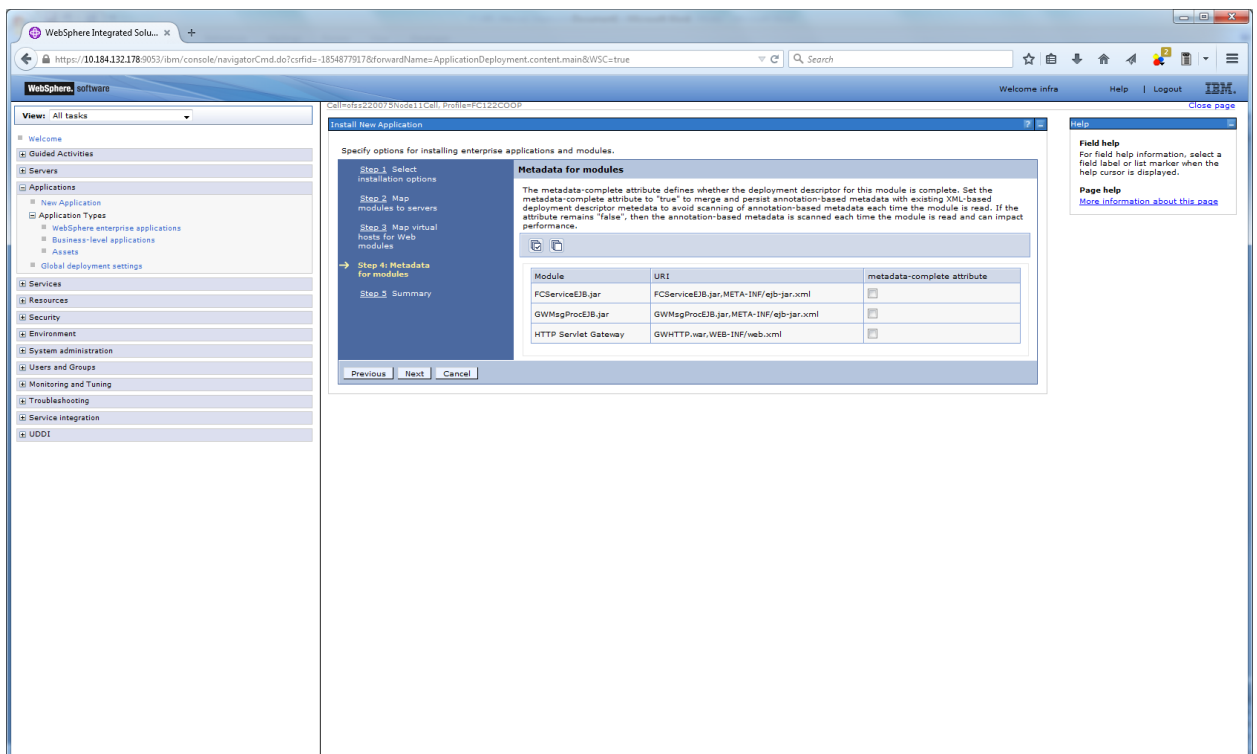 WebSphere Integrated Solu... × +
https://10.184.132.178:9053/ibm/console/navigatorCmd.do?csrfid=-1854877917&forwardName=ApplicationDeployment.content.main&WSC=true
Search
2
WebSphere. software
Welcome infra
Help | Logout
IBM.
View: All tasks
Welcome
Guided Activities
Servers
Applications
New Application
Application Types
WebSphere enterprise applications
Business-level applications
Assets
Global deployment settings
Services
Resources
Security
Environment
System administration
Users and Groups
Monitoring and Tuning
Troubleshooting
Service integration
UDDI
Cell=ofss220075Node11Cell, Profile=FC122COOP
Close page
Install New Application
Specify options for installing enterprise applications and modules.
Step 1 Select
installation options
Step 2 Map
modules to servers
Step 3 Map virtual
hosts for Web
modules
Step 4: Metadata
for modules
Step 5 Summary
Metadata for modules
The metadata-complete attribute defines whether the deployment descriptor for this module is complete. Set the
metadata-complete attribute to "true" to merge and persist annotation-based metadata with existing XML-based
deployment descriptor metedata to avoid scanning of annotation-based metadata each time the module is read. If the
attribute remains "false", then the annotation-based metadata is scanned each time the module is read and can impact
performance.
Module URI metadata-complete attribute
FCServiceEJB.jar FCServiceEJB.jar,META-INF/ejb-jar.xml
GWMsgProcEJB.jar GWMsgProcEJB.jar,META-INF/ejb-jar.xml
HTTP Servlet Gateway GWHTTP.war,WEB-INF/web.xml
Previous Next Cancel
Help
Field help
For field help information, select a
field label or list marker when the
help cursor is displayed.
Page help
More information about this page